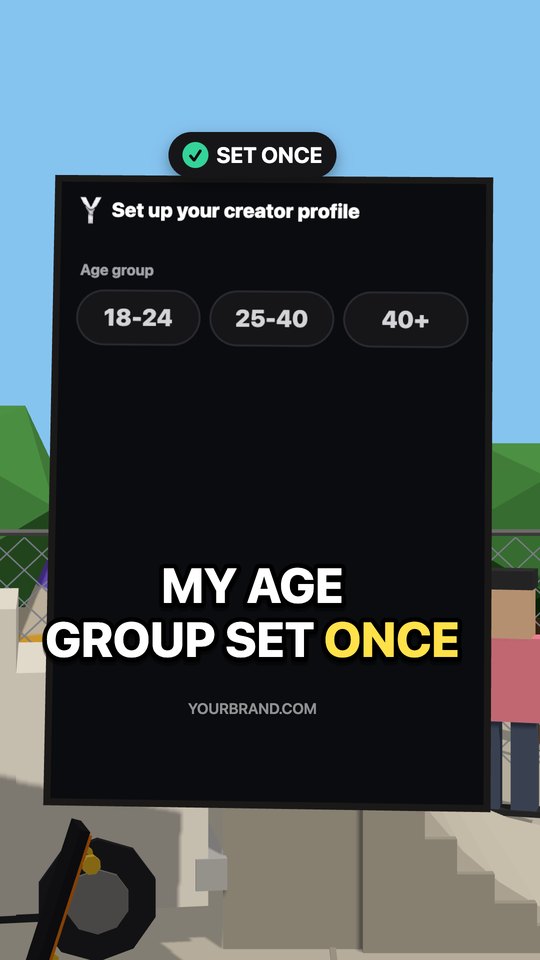 SET ONCE
Set up your creator profile
Age group
18-24 25-40 40+
MY AGE
GROUP SET ONCE
YOURBRAND.COM